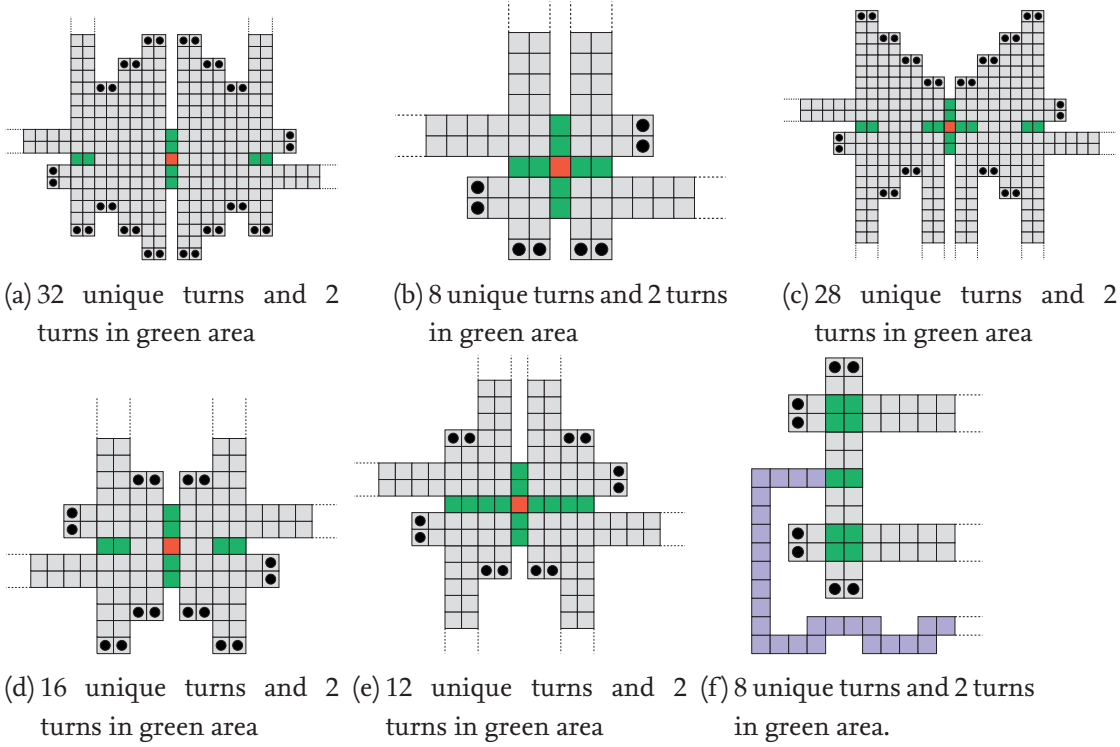 (a) 32 unique turns and 2
turns in green area
(b) 8 unique turns and 2 turns
in green area
(c) 28 unique turns and 2
turns in green area
(d) 16 unique turns and 2
turns in green area
(e) 12 unique turns and 2
turns in green area
(f) 8 unique turns and 2 turns
in green area.